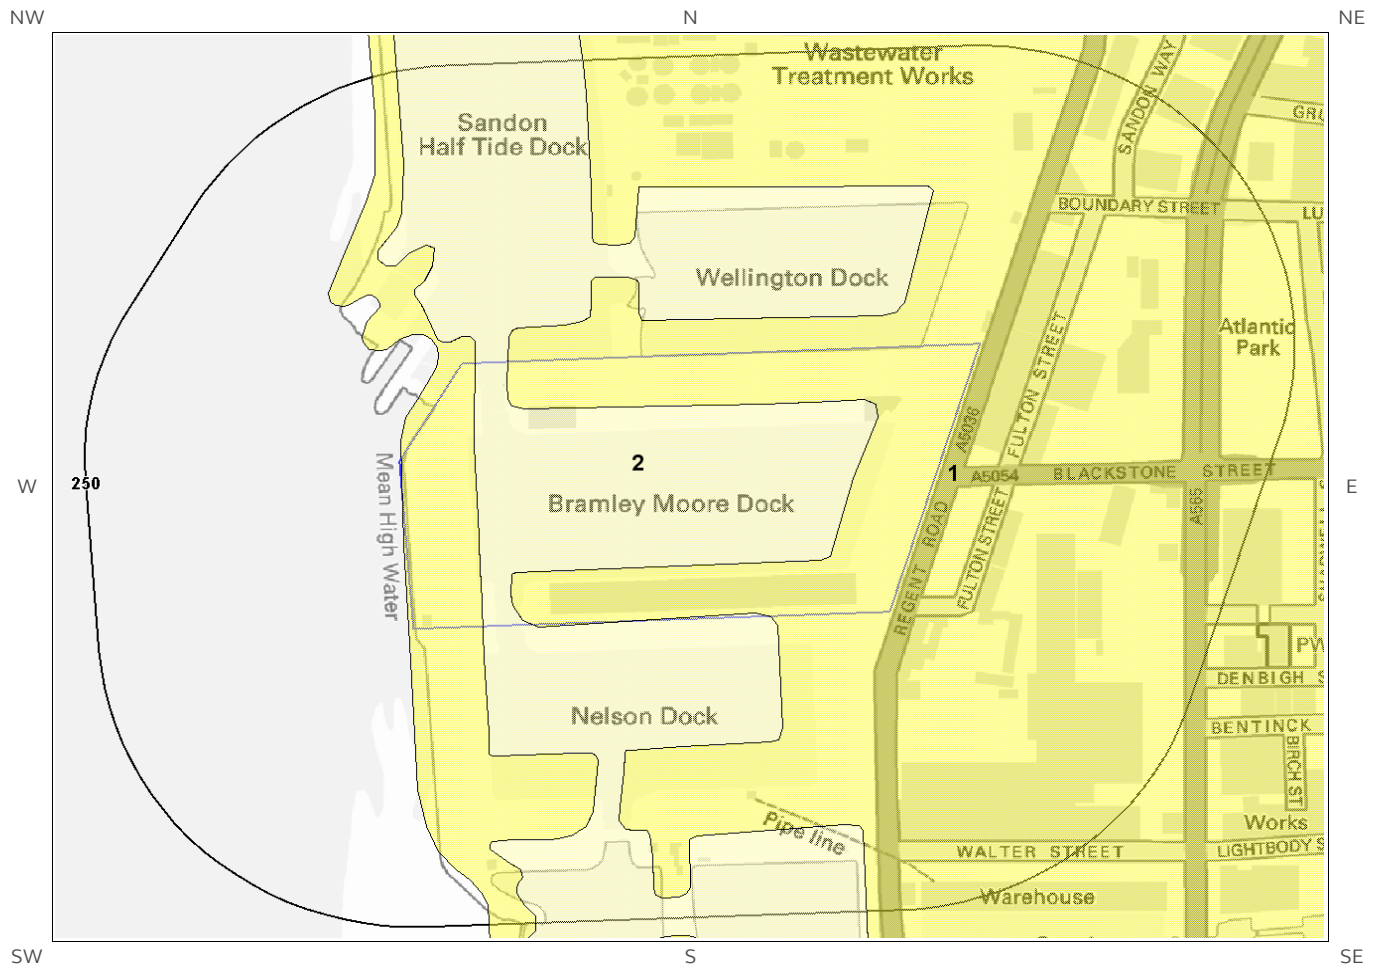 NW
N
NE
Wastewater
Treatment Works
SANDON WAY
Sandon
Half Tide Dock
BOUNDARY STREET
LU
Wellington Dock
Atlantic
Park
FULTON STREET
A5036
2
1
A5054
BLACKSTONE STREET
W
250
E
Bramley Moore Dock
A565
Mean High Water
REGENT ROAD
FULTON STREET
PW
DENBIGH S
Nelson Dock
BENTINCK
BIRCH ST
Pipe line
Works
WALTER STREET
LIGHTBODY S
Warehouse
SW
S
SE